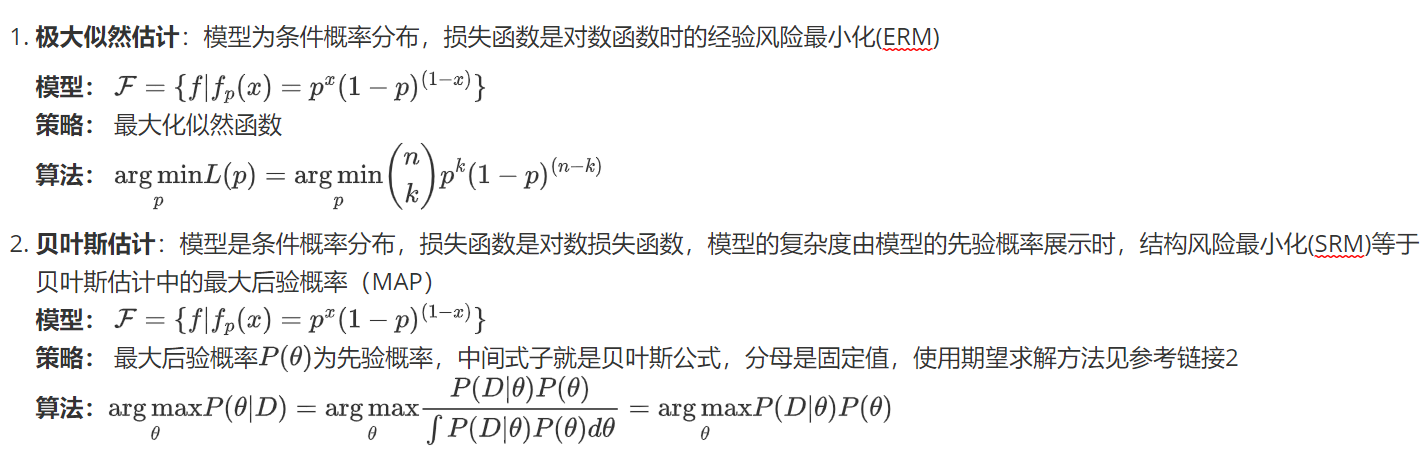 1. 极大似然估计：模型为条件概率分布，损失函数是对数函数时的经验风险最小化(ERM)
模型： $\mathcal{F} = \{f|f_p(x) = p^x(1-p)^{(1-x)}\}$
策略： 最大化似然函数
算法： $\underset{p}{\arg\min} L(p) = \underset{p}{\arg\min} \binom{n}{k} p^k(1-p)^{(n-k)}$
2. 贝叶斯估计：模型是条件概率分布，损失函数是对数损失函数，模型的复杂度由模型的先验概率展示时，结构风险最小化(SRM)等于
贝叶斯估计中的最大后验概率（MAP）
模型： $\mathcal{F} = \{f|f_p(x) = p^x(1-p)^{(1-x)}\}$
策略： 最大后验概率$P(\theta)$为先验概率，中间式子就是贝叶斯公式，分母是固定值，使用期望求解方法见参考链接2
算法：$\underset{\theta}{\arg\max} P(\theta|D) = \underset{\theta}{\arg\max} \frac{P(D|\theta)P(\theta)}{\int P(D|\theta)P(\theta)d\theta} = \underset{\theta}{\arg\max} P(D|\theta)P(\theta)$